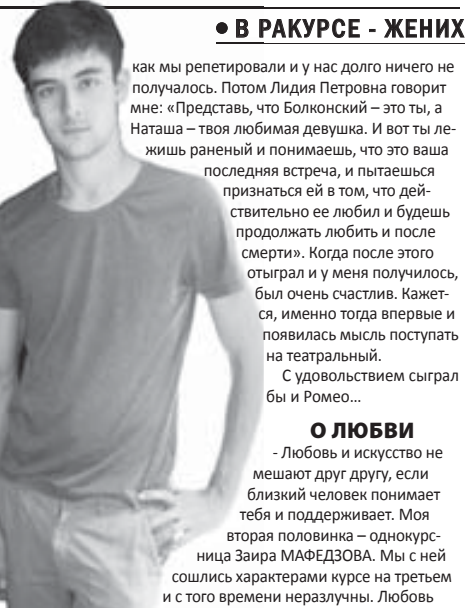 • В РАКУРСЕ - ЖЕНИХ
как мы репетировали и у нас долго ничего не
получалось. Потом Лидия Петровна говорит
мне: «Представь, что Болконский – это ты, а
Наташа – твоя любимая девушка. И вот ты ле-
жишь раненый и понимаешь, что это ваша
последняя встреча, и пытаешься
признаться ей в том, что дей-
ствительно ее любил и будешь
продолжать любить и после
смерти». Когда после этого
отыграл и у меня получилось,
был очень счастлив. Кажет-
ся, именно тогда впервые и
появилась мысль поступать
на театральный.
С удовольствием сыграл
бы и Ромео...
О ЛЮБВИ
- Любовь и искусство не
мешают друг другу, если
близкий человек понимает
тебя и поддерживает. Моя
вторая половинка – однокурс-
ница Заира МАФЕДЗОВА. Мы с ней
сошлись характерами курсе на третьем
и с того времени неразлучны. Любовь